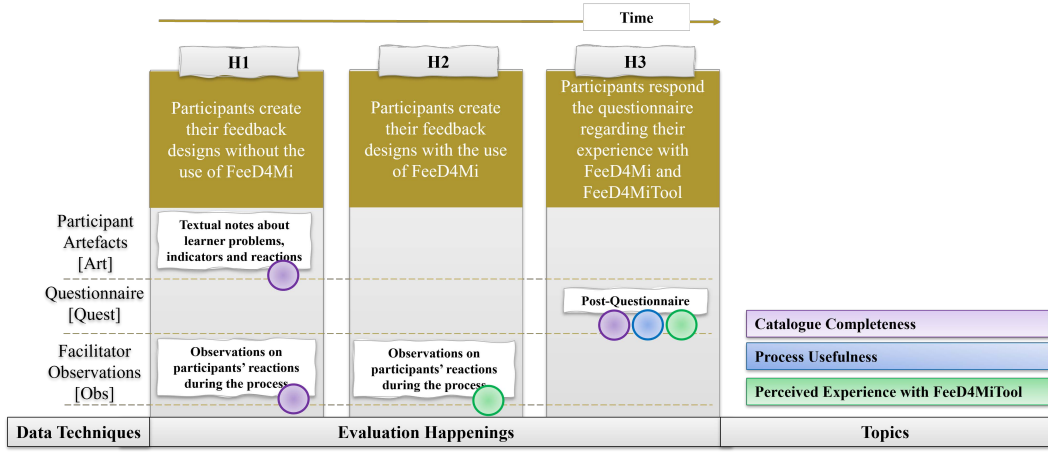 Time
H1
H2
H3
Participants create
their feedback
designs without the
use of FeeD4Mi
Participants create
their feedback
designs with the use
of FeeD4Mi
Participants respond
the questionnaire
regarding their
experience with
FeeD4Mi and
FeeD4MiTool
Participant
Artefacts
[Art]
Textual notes about
learner problems,
indicators and reactions
Questionnaire
[Quest]
Post-Questionnaire
Facilitator
Observations
[Obs]
Observations on
participants' reactions
during the process
Observations on
participants' reactions
during the process
Catalogue Completeness
Process Usefulness
Perceived Experience with FeeD4MiTool
Data Techniques
Evaluation Happenings
Topics